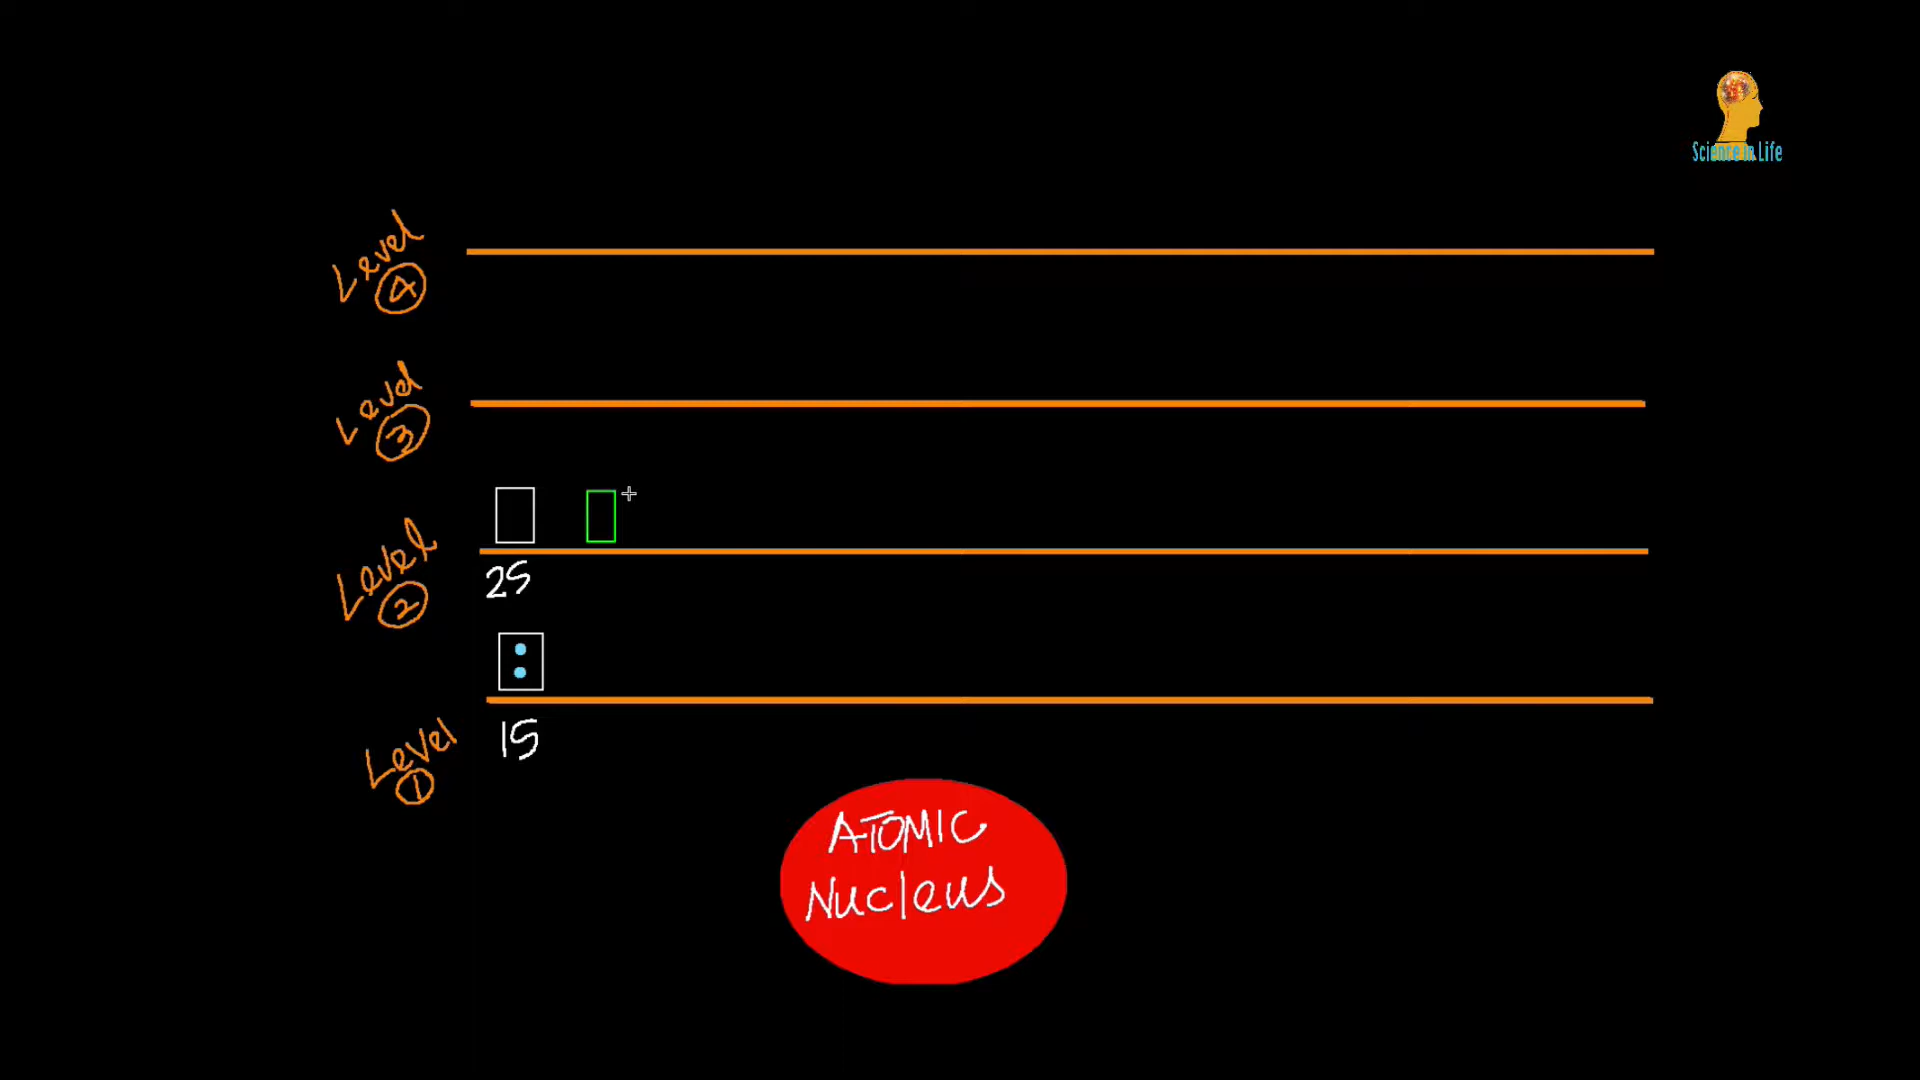 Science in Life
Level
4
Level
3
Level
2
2S
1S
Level
1
ATOMIC
Nucleus